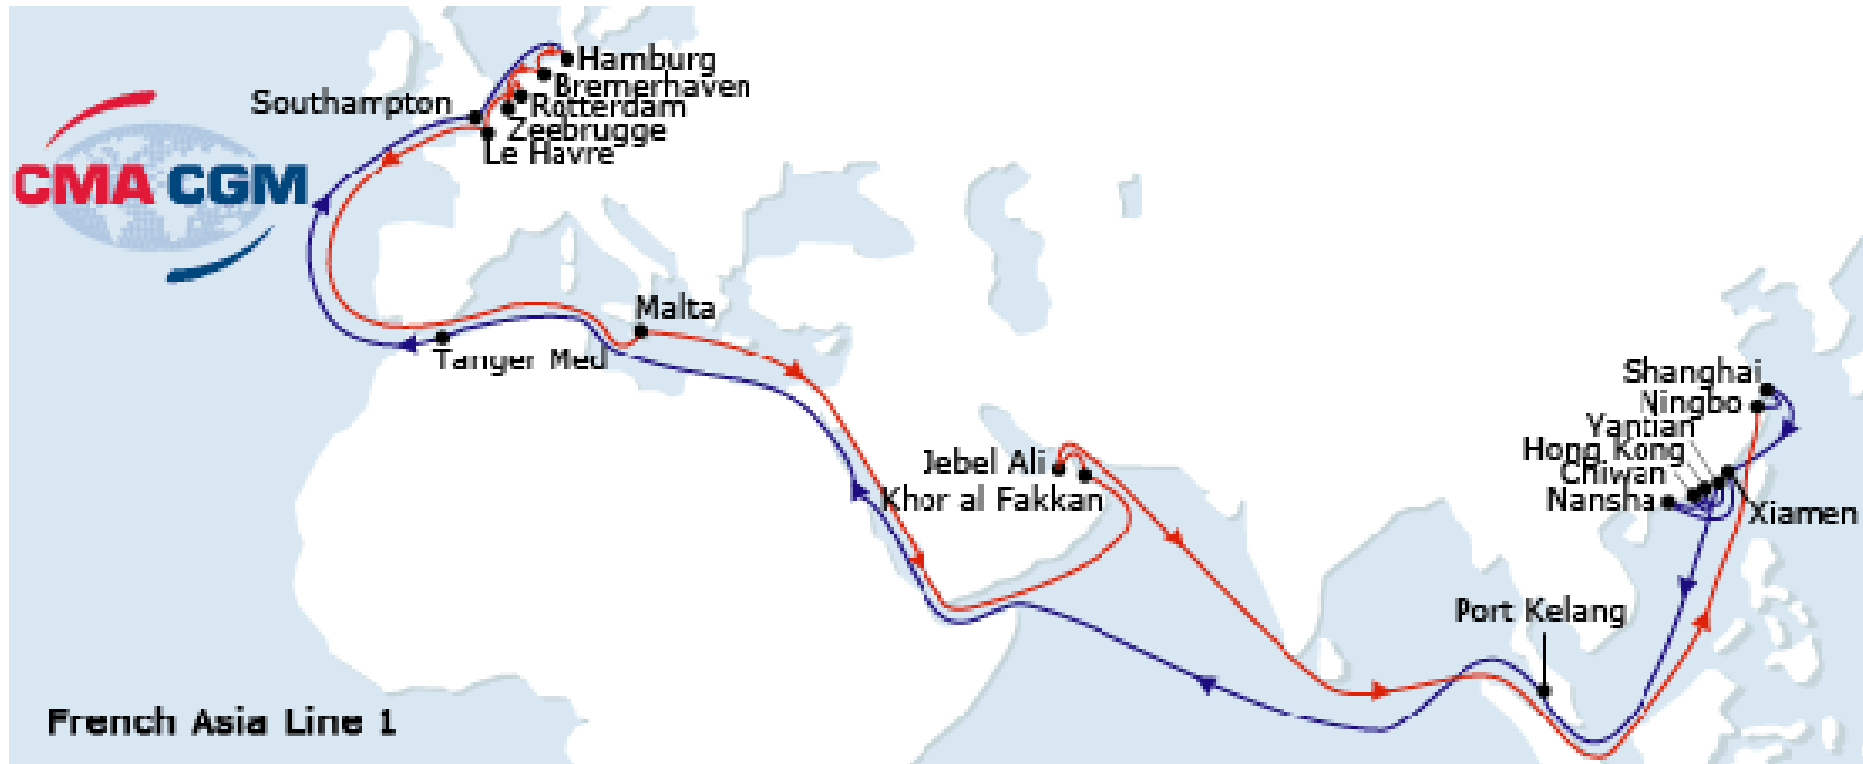 Hamburg
Bremerhaven
Southampton
Rotterdam
Zeebrugge
Le Havre
CMA CGM
Malta
Tanger Med
Shanghai
Ningbo
Yantian
Hong Kong
Jebel Ali
Chiwan
Khor al Fakkan
Nansha
Xiamen
Port Kelang
French Asia Line 1